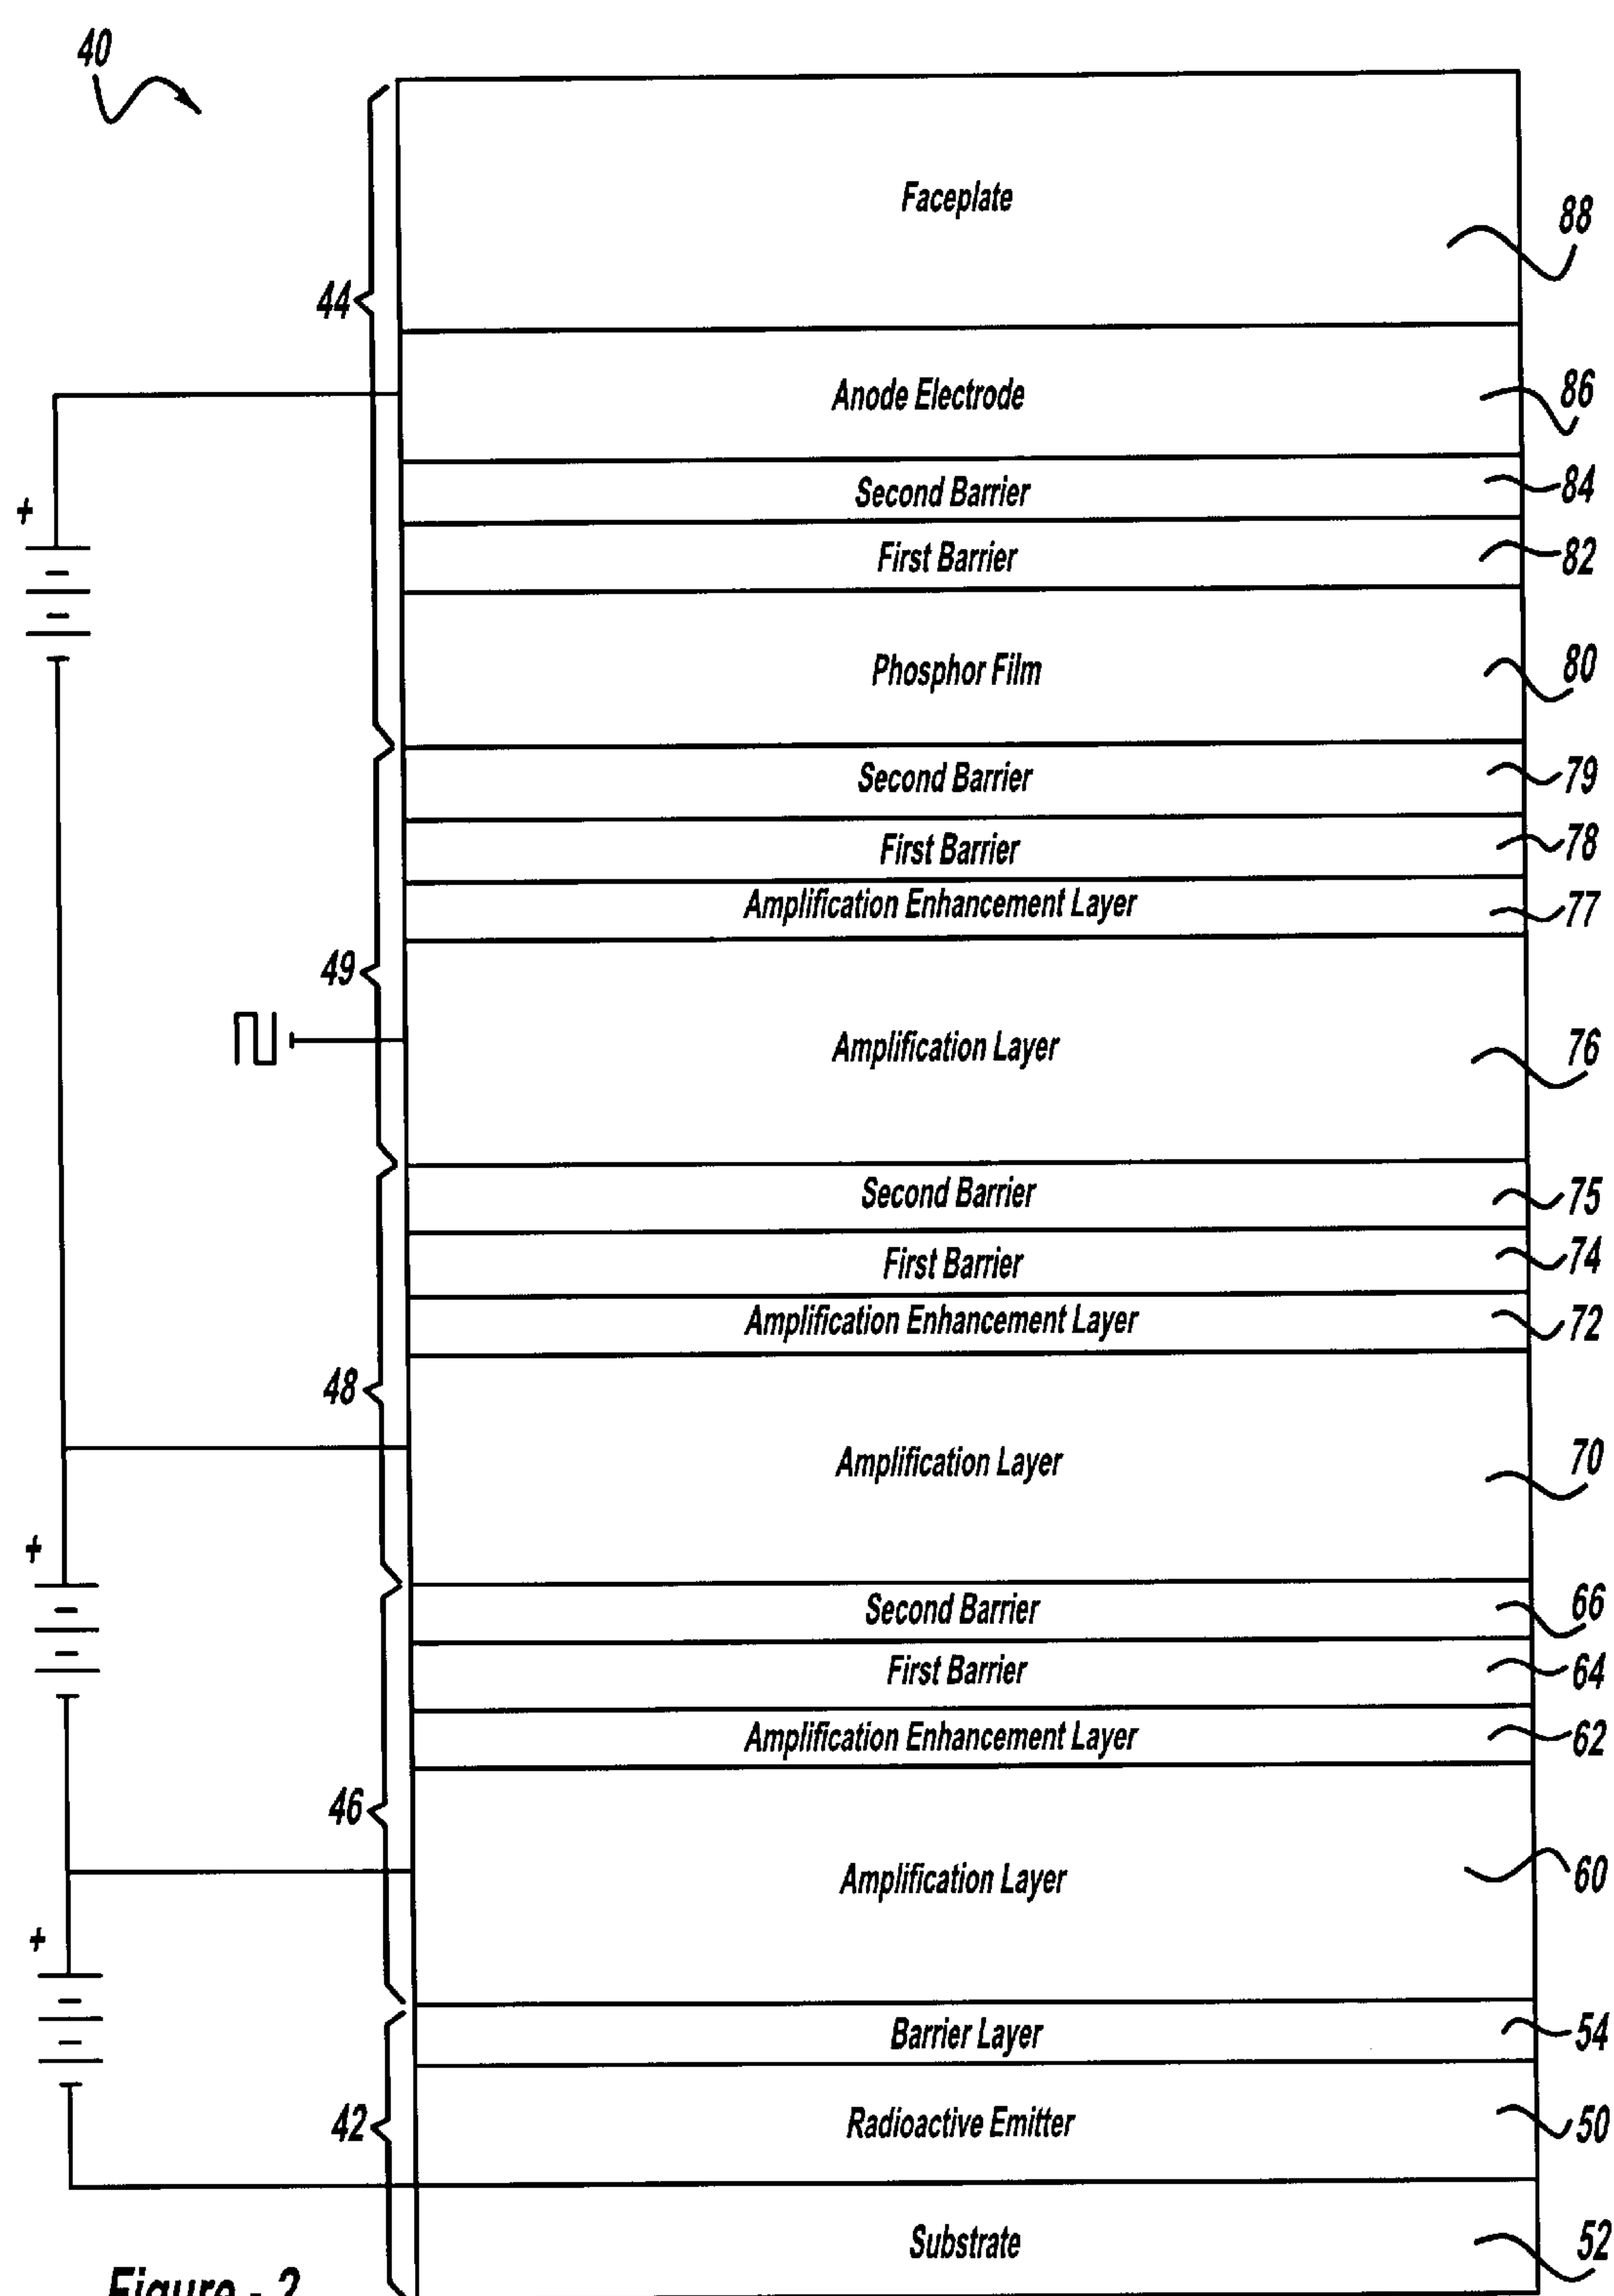 40
Faceplate
88
44
Anode Electrode
86
+
Second Barrier
84
First Barrier
82
Phosphor Film
80
Second Barrier
79
First Barrier
78
Amplification Enhancement Layer
77
49
Amplification Layer
76
Second Barrier
75
First Barrier
74
Amplification Enhancement Layer
72
48
Amplification Layer
70
+
Second Barrier
66
First Barrier
64
Amplification Enhancement Layer
62
46
Amplification Layer
60
+
Barrier Layer
54
42
Radioactive Emitter
50
Substrate
52
Figure - 2